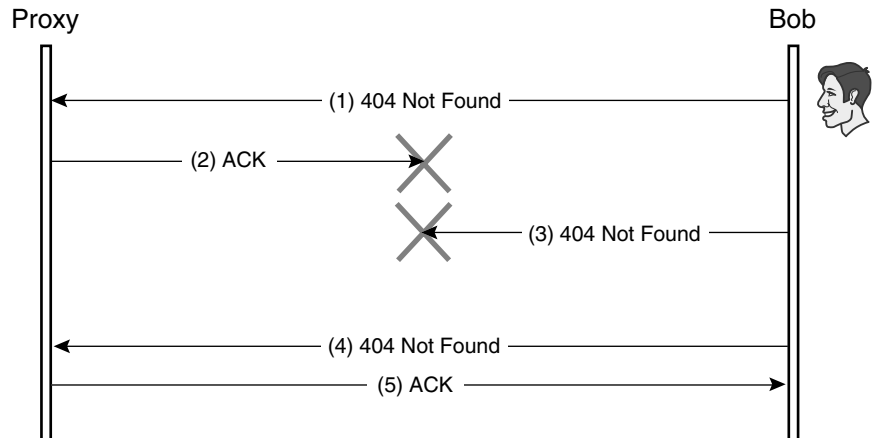 Proxy
Bob
(1) 404 Not Found
(2) ACK
(3) 404 Not Found
(4) 404 Not Found
(5) ACK